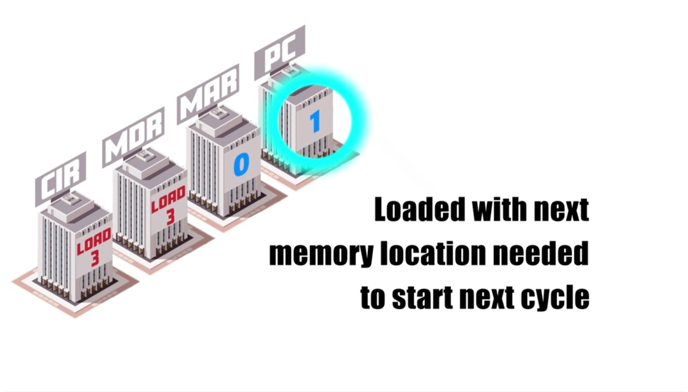 PC
MAR
MDR
CIR
1
0
LOAD
3
LOAD
3
Loaded with next
memory location needed
to start next cycle